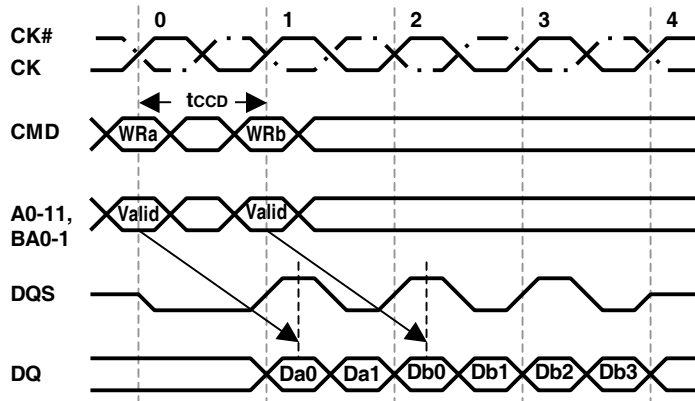 0 1 2 3 4
CK#
CK
tCCD
CMD WRa WRb
A0-11, Valid Valid
BA0-1
DQS
DQ Da0 Da1 Db0 Db1 Db2 Db3